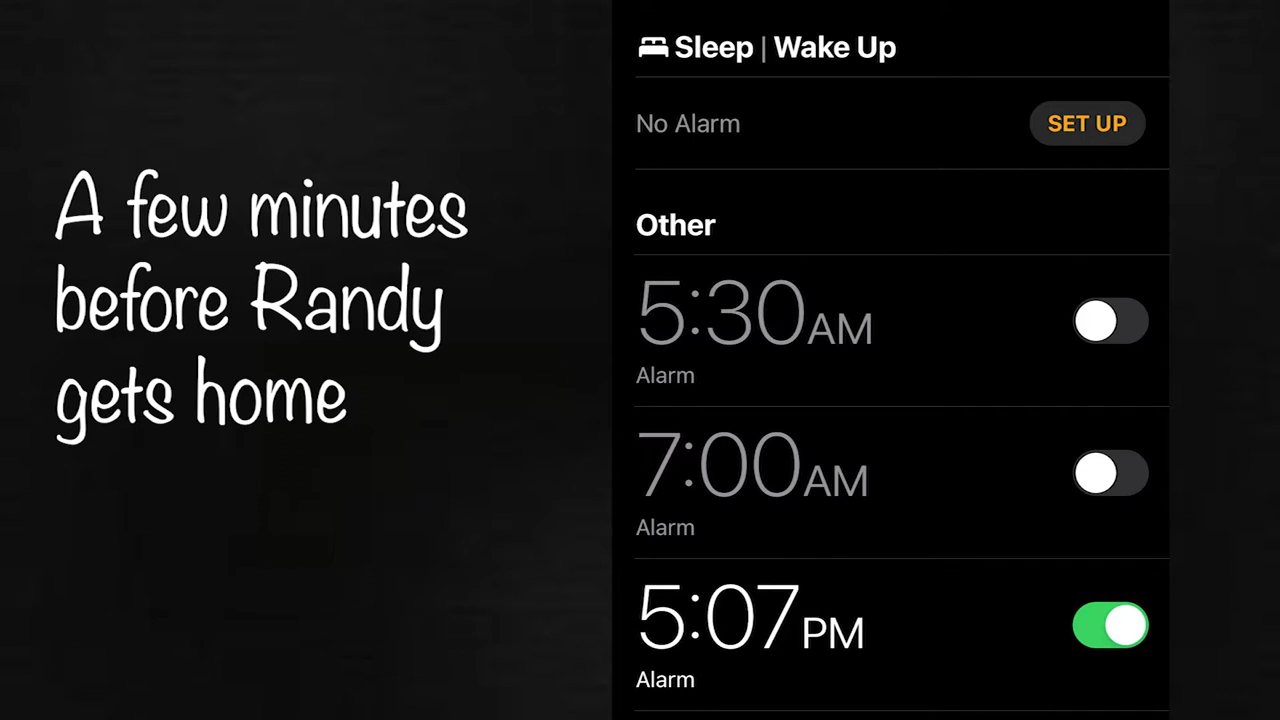 A few minutes
before Randy
gets home
Sleep | Wake Up
No Alarm
SET UP
Other
5:30AM
Alarm
7:00AM
Alarm
5:07PM
Alarm